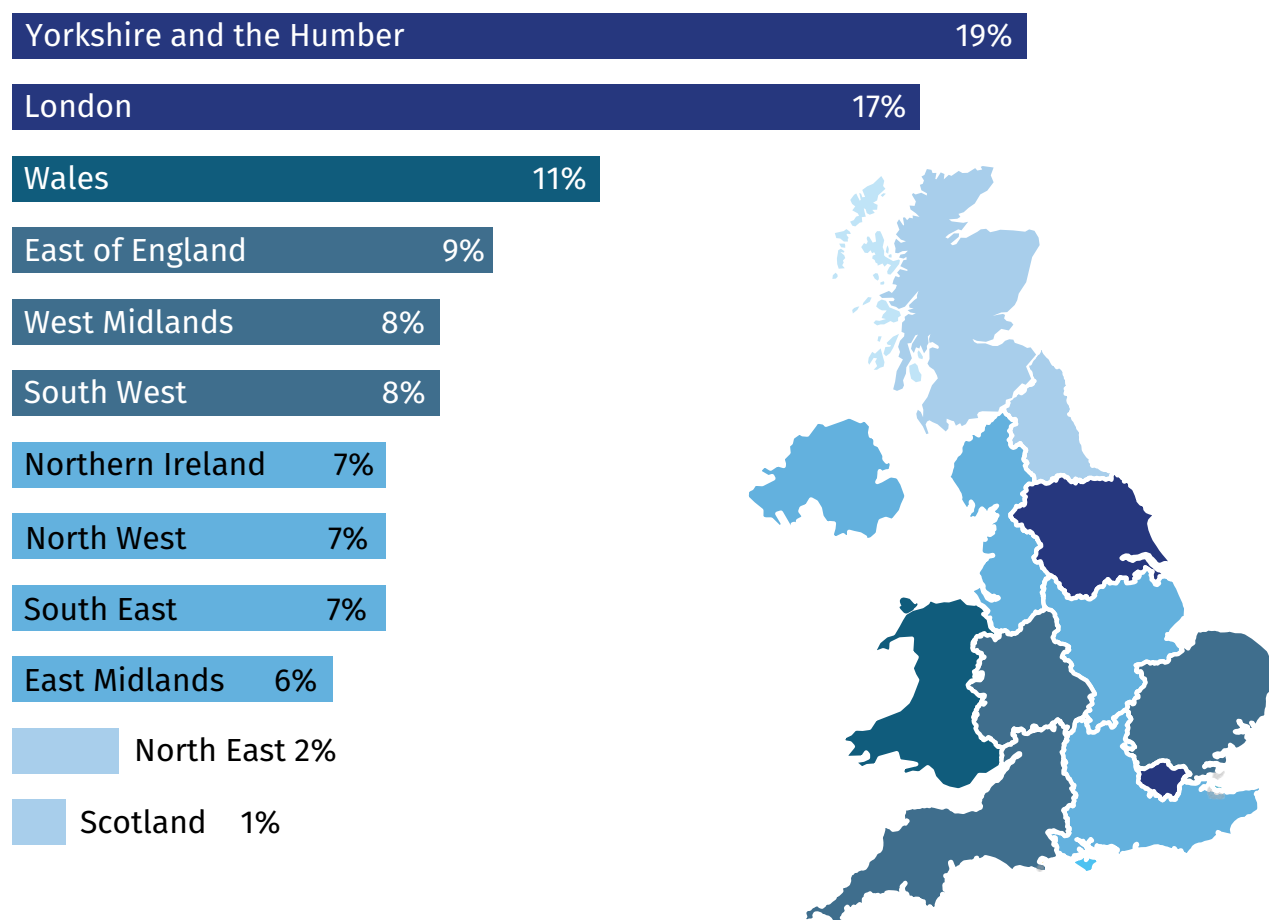 Yorkshire and the Humber 19%
London 17%
Wales 11%
East of England 9%
West Midlands 8%
South West 8%
Northern Ireland 7%
North West 7%
South East 7%
East Midlands 6%
North East 2%
Scotland 1%